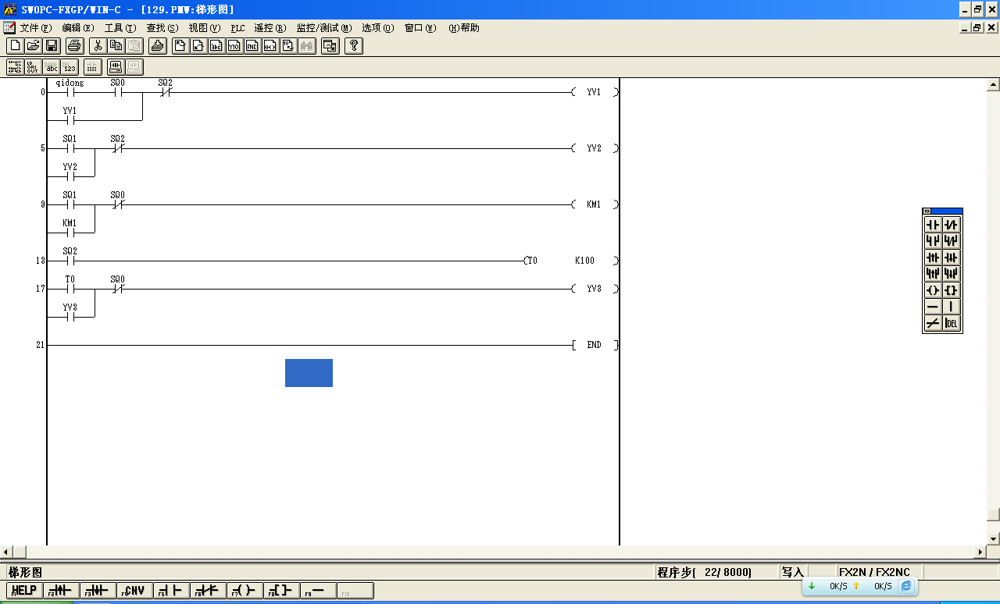 SWOPC-FXGP/WIN-C - [129.PMW:梯形图]
文件(F) 编辑(E) 工具(T) 查找(S) 视图(V) PLC 遥控(R) 监控/测试(M) 选项(O) 窗口(W) (H)帮助
qidong SQ0 SQ2
0 YV1
YV1
SQ1 SQ2
5 YV2
YV2
SQ1 SQ0
9 KM1
KM1
SQ2
13 T0 K100
T0 SQ0
17 YV3
YV3
21 END
DEL
梯形图 程序步( 22/ 8000) 写入 FX2N / FX2NC
0K/S 0K/S
HELP CNV